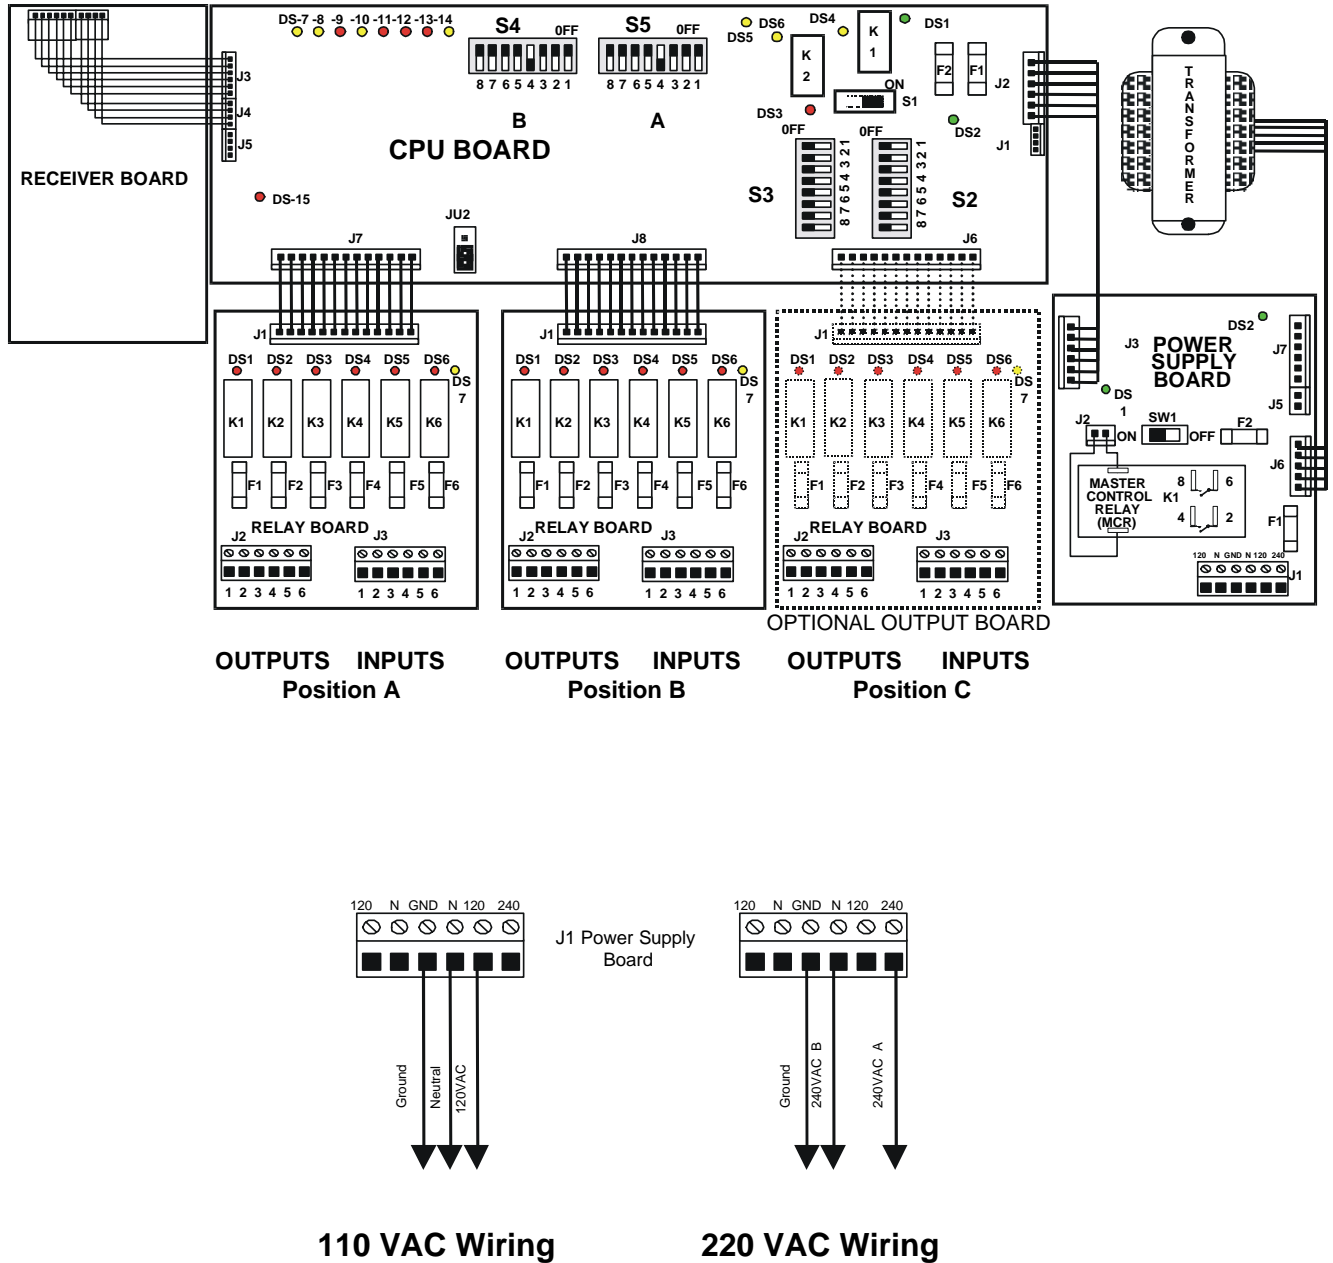 DS-7 -8 -9 -10 -11 -12 -13 -14
S4 0FF
8 7 6 5 4 3 2 1
B
S5 0FF
8 7 6 5 4 3 2 1
A
DS6
DS5
DS4
DS1
K 2
K 1
F2
F1
J2
ON
S1
DS3
DS2
J1
0FF
0FF
8 7 6 5 4 3 2 1
8 7 6 5 4 3 2 1
S3
S2
J3
J4
J5
CPU BOARD
RECEIVER BOARD
DS-15
JU2
J7
J8
J6
TRANSFORMER
J1
DS1 DS2 DS3 DS4 DS5 DS6
DS
7
K1 K2 K3 K4 K5 K6
F1 F2 F3 F4 F5 F6
RELAY BOARD
J2 J3
1 2 3 4 5 6 1 2 3 4 5 6
J1
DS1 DS2 DS3 DS4 DS5 DS6
DS
7
K1 K2 K3 K4 K5 K6
F1 F2 F3 F4 F5 F6
RELAY BOARD
J2 J3
1 2 3 4 5 6 1 2 3 4 5 6
J1
DS1 DS2 DS3 DS4 DS5 DS6
DS
7
K1 K2 K3 K4 K5 K6
F1 F2 F3 F4 F5 F6
RELAY BOARD
J2 J3
1 2 3 4 5 6 1 2 3 4 5 6
OPTIONAL OUTPUT BOARD
DS2
J3
POWER
SUPPLY
BOARD
J7
DS
1
J5
J2
ON
SW1
OFF
F2
J6
MASTER
CONTROL
RELAY
(MCR)
K1
8 6
4 2
F1
120 N GND N 120 240
J1
OUTPUTS INPUTS
Position A
OUTPUTS INPUTS
Position B
OUTPUTS INPUTS
Position C
120 N GND N 120 240
J1 Power Supply
Board
120 N GND N 120 240
Ground
Neutral
120VAC
Ground
240VAC B
240VAC A
110 VAC Wiring
220 VAC Wiring